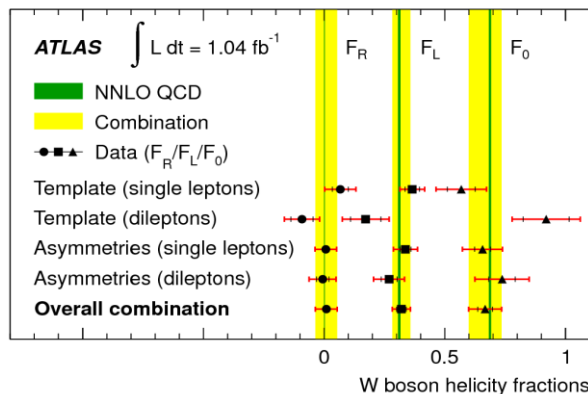 ATLAS ∫ L dt = 1.04 fb⁻¹ F_R F_L F_0
NNLO QCD
Combination
Data (F_R/F_L/F_0)
Template (single leptons)
Template (dileptons)
Asymmetries (single leptons)
Asymmetries (dileptons)
Overall combination
0 0.5 1
W boson helicity fractions